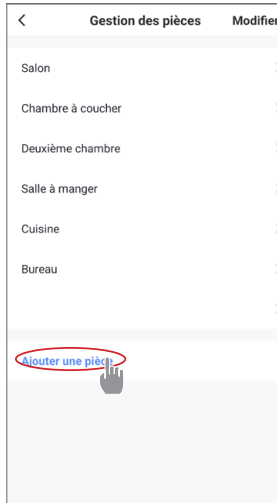 Gestion des pièces Modifier
Salon
Chambre à coucher
Deuxième chambre
Salle à manger
Cuisine
Bureau
Ajouter une pièce